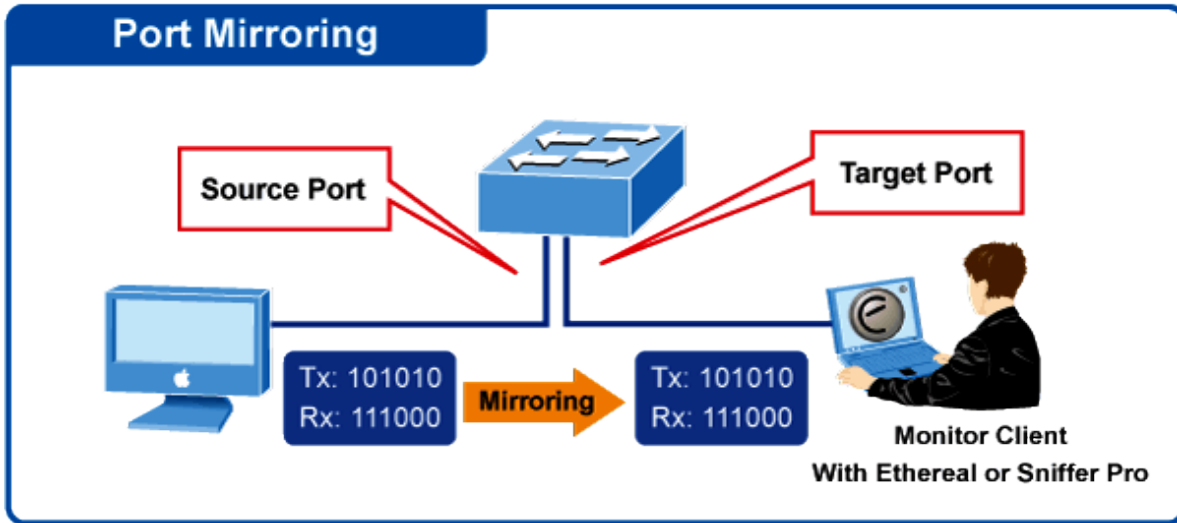 Port Mirroring
Source Port
Target Port
Tx: 101010
Rx: 111000
Mirroring
Tx: 101010
Rx: 111000
Monitor Client
With Ethereal or Sniffer Pro